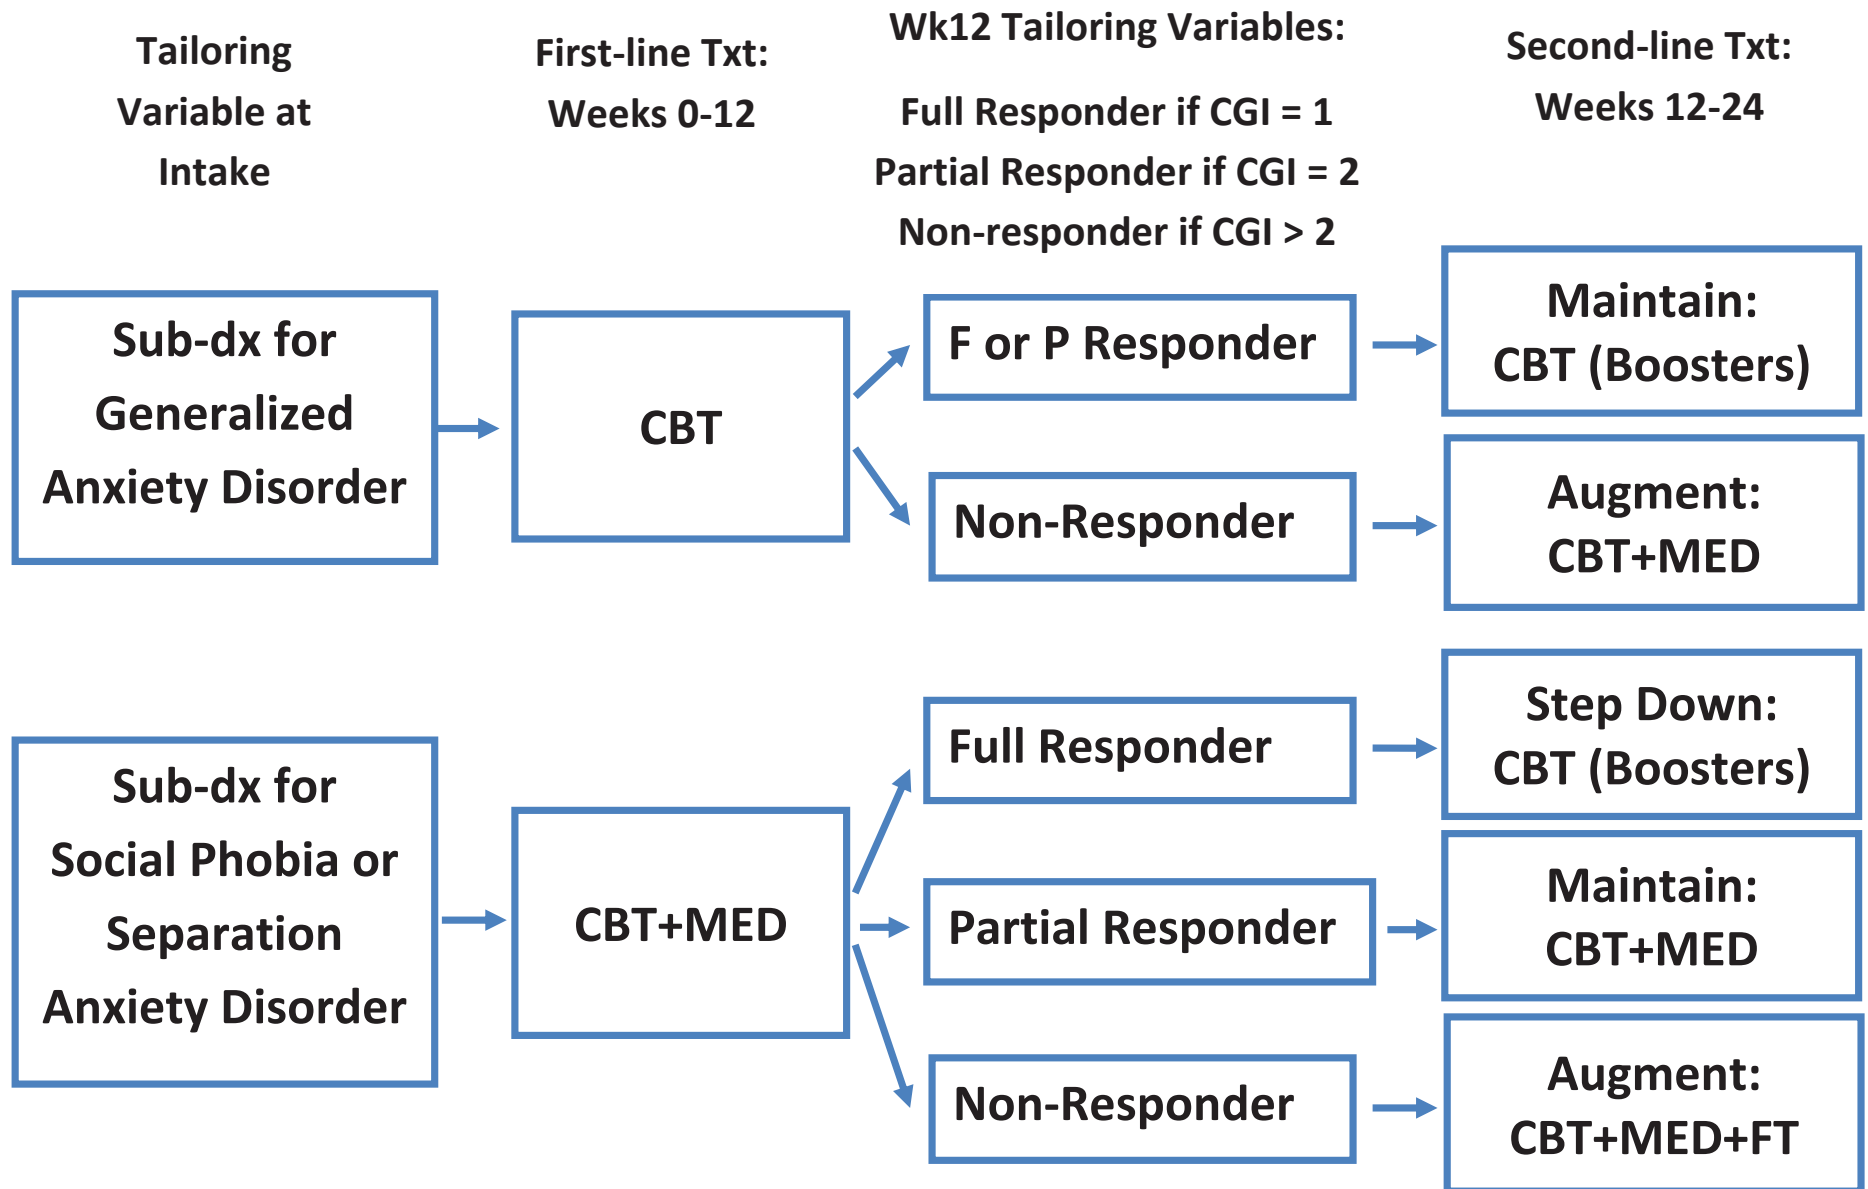 Tailoring
Variable at
Intake
First-line Txt:
Weeks 0-12
Wk12 Tailoring Variables:
Full Responder if CGI = 1
Partial Responder if CGI = 2
Non-responder if CGI > 2
Second-line Txt:
Weeks 12-24
Sub-dx for
Generalized
Anxiety Disorder
CBT
F or P Responder
Maintain:
CBT (Boosters)
Non-Responder
Augment:
CBT+MED
Sub-dx for
Social Phobia or
Separation
Anxiety Disorder
CBT+MED
Full Responder
Step Down:
CBT (Boosters)
Partial Responder
Maintain:
CBT+MED
Non-Responder
Augment:
CBT+MED+FT